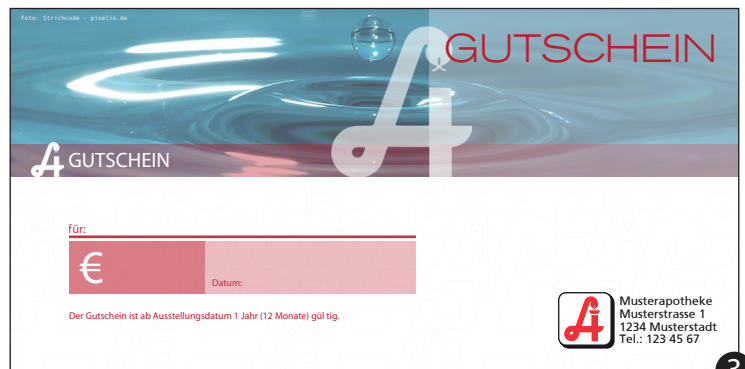 Foto: Strichcode - pixelio.de
GUTSCHEIN
GUTSCHEIN
für:
€
Datum:
Der Gutschein ist ab Ausstellungsdatum 1 Jahr (12 Monate) gül tig.
Musterapotheke
Musterstrasse 1
1234 Musterstadt
Tel.: 123 45 67
3